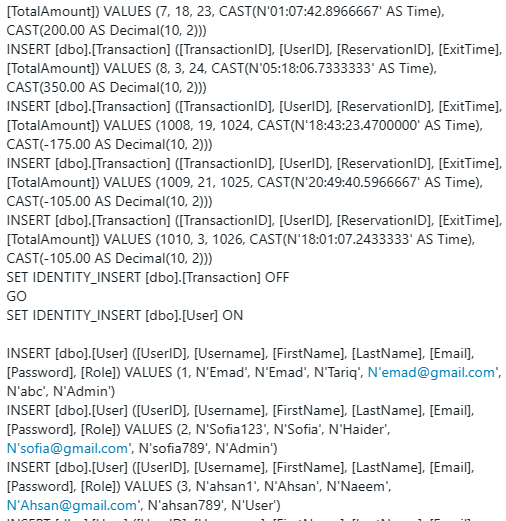 [TotalAmount]) VALUES (7, 18, 23, CAST(N'01:07:42.8966667' AS Time),
CAST(200.00 AS Decimal(10, 2)))
INSERT [dbo].[Transaction] ([TransactionID], [UserID], [ReservationID], [ExitTime],
[TotalAmount]) VALUES (8, 3, 24, CAST(N'05:18:06.7333333' AS Time),
CAST(350.00 AS Decimal(10, 2)))
INSERT [dbo].[Transaction] ([TransactionID], [UserID], [ReservationID], [ExitTime],
[TotalAmount]) VALUES (1008, 19, 1024, CAST(N'18:43:23.4700000' AS Time),
CAST(-175.00 AS Decimal(10, 2)))
INSERT [dbo].[Transaction] ([TransactionID], [UserID], [ReservationID], [ExitTime],
[TotalAmount]) VALUES (1009, 21, 1025, CAST(N'20:49:40.5966667' AS Time),
CAST(-105.00 AS Decimal(10, 2)))
INSERT [dbo].[Transaction] ([TransactionID], [UserID], [ReservationID], [ExitTime],
[TotalAmount]) VALUES (1010, 3, 1026, CAST(N'18:01:07.2433333' AS Time),
CAST(-105.00 AS Decimal(10, 2)))
SET IDENTITY_INSERT [dbo].[Transaction] OFF
GO
SET IDENTITY_INSERT [dbo].[User] ON
INSERT [dbo].[User] ([UserID], [Username], [FirstName], [LastName], [Email],
[Password], [Role]) VALUES (1, N'Emad', N'Emad', N'Tariq', N'emad@gmail.com',
N'abc', N'Admin')
INSERT [dbo].[User] ([UserID], [Username], [FirstName], [LastName], [Email],
[Password], [Role]) VALUES (2, N'Sofia123', N'Sofia', N'Haider',
N'sofia@gmail.com', N'sofia789', N'Admin')
INSERT [dbo].[User] ([UserID], [Username], [FirstName], [LastName], [Email],
[Password], [Role]) VALUES (3, N'ahsan1', N'Ahsan', N'Naeem',
N'Ahsan@gmail.com', N'ahsan789', N'User')